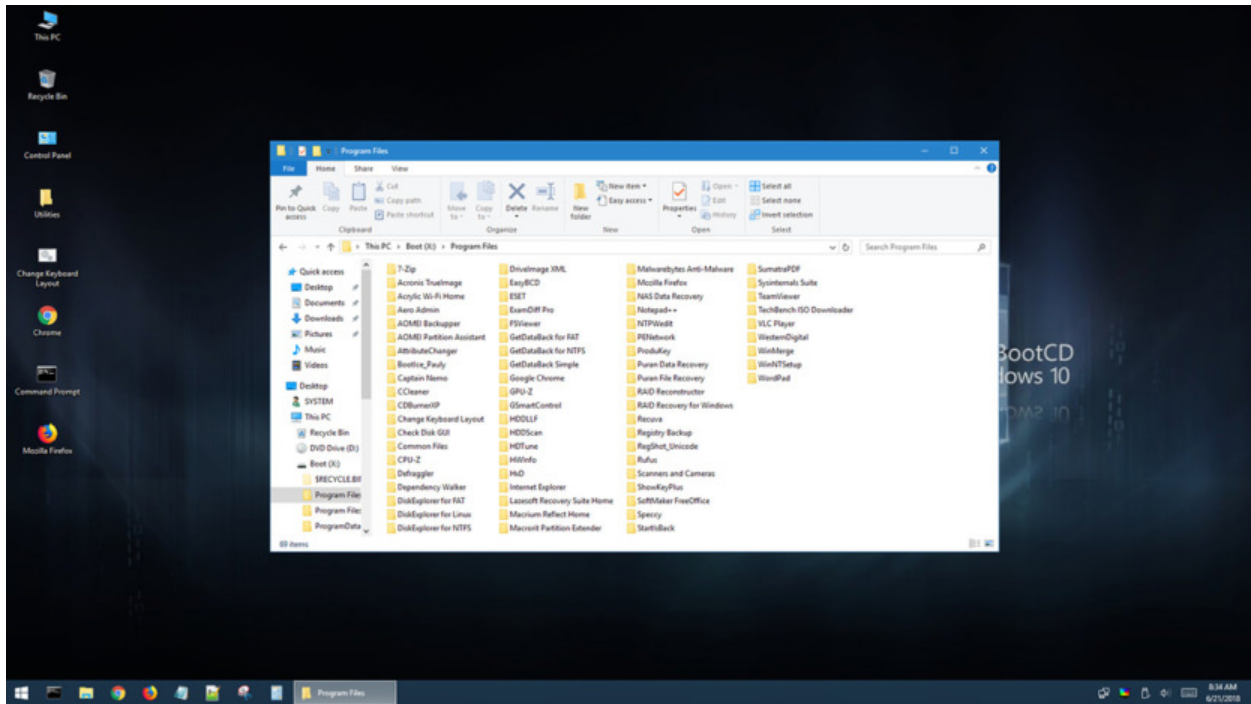 This PC
Recycle Bin
Control Panel
Utilities
Change Keyboard
Layout
Chrome
Command Prompt
Mozilla Firefox
Program Files
File Home Share View
Pin to Quick
access
Copy
Paste
Cut
Copy path
Paste shortcut
Move
to
Copy
to
Delete
Rename
New
folder
New item
Easy access
Properties
Open
Edit
History
Select all
Select none
Invert selection
Clipboard Organize New Open Select
This PC Boot (X:) Program Files
Search Program Files
Quick access
Desktop
Documents
Downloads
Pictures
Music
Videos
Desktop
SYSTEM
This PC
Recycle Bin
DVD Drive (D:)
Boot (X:)
$RECYCLE.BI
Program File
Program File
ProgramData
7-Zip
Acronis TrueImage
Acrylic Wi-Fi Home
Aero Admin
AOMEI Backupper
AOMEI Partition Assistant
AttributeChanger
BootIce_Pauly
Captain Nemo
CCleaner
CDBurnerXP
Change Keyboard Layout
Check Disk GUI
Common Files
CPU-Z
Defraggler
Dependency Walker
DiskExplorer for FAT
DiskExplorer for Linux
DiskExplorer for NTFS
DriveImage XML
EasyBCD
ESET
ExamDiff Pro
FSViewer
GetDataBack for FAT
GetDataBack for NTFS
GetDataBack Simple
Google Chrome
GPU-Z
GSmartControl
HDDLLF
HDDScan
HDTune
HWInfo
HxD
Internet Explorer
Lazesoft Recovery Suite Home
Macrium Reflect Home
Macrorit Partition Extender
Malwarebytes Anti-Malware
Mozilla Firefox
NAS Data Recovery
Notepad++
NTPWedit
PENetwork
ProduKey
Puran Data Recovery
Puran File Recovery
RAID Reconstructor
RAID Recovery for Windows
Recuva
Registry Backup
RegShot_Unicode
Rufus
Scanners and Cameras
ShowKeyPlus
SoftMaker FreeOffice
Speccy
StartIsBack
SumatraPDF
Sysinternals Suite
TeamViewer
TechBench ISO Downloader
VLC Player
WesternDigital
WinMerge
WinNTSetup
WordPad
69 items
BootCD
dows 10
Program Files
8:34 AM
6/21/2018